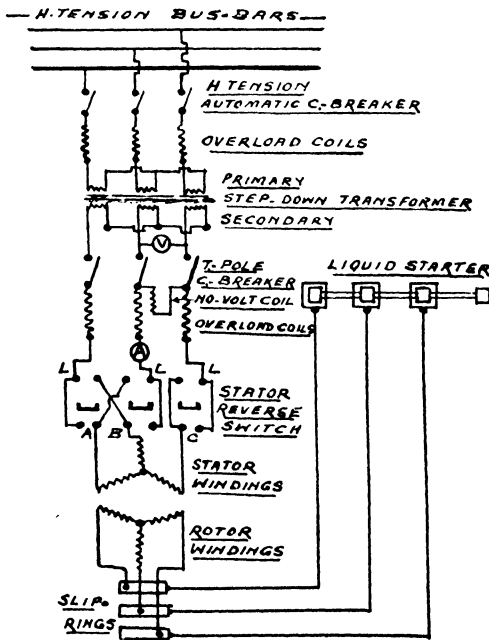 H.TENSION BUS-BARS
H TENSION
AUTOMATIC C-BREAKER
OVERLOAD COILS
PRIMARY
STEP-DOWN TRANSFORMER
SECONDARY
V
T-POLE
C-BREAKER
NO-VOLT COIL
OVERLOAD COILS
LIQUID STARTER
A
L
L
L
STATOR
REVERSE
SWITCH
A
B
C
STATOR
WINDINGS
ROTOR
WINDINGS
SLIP-
RINGS